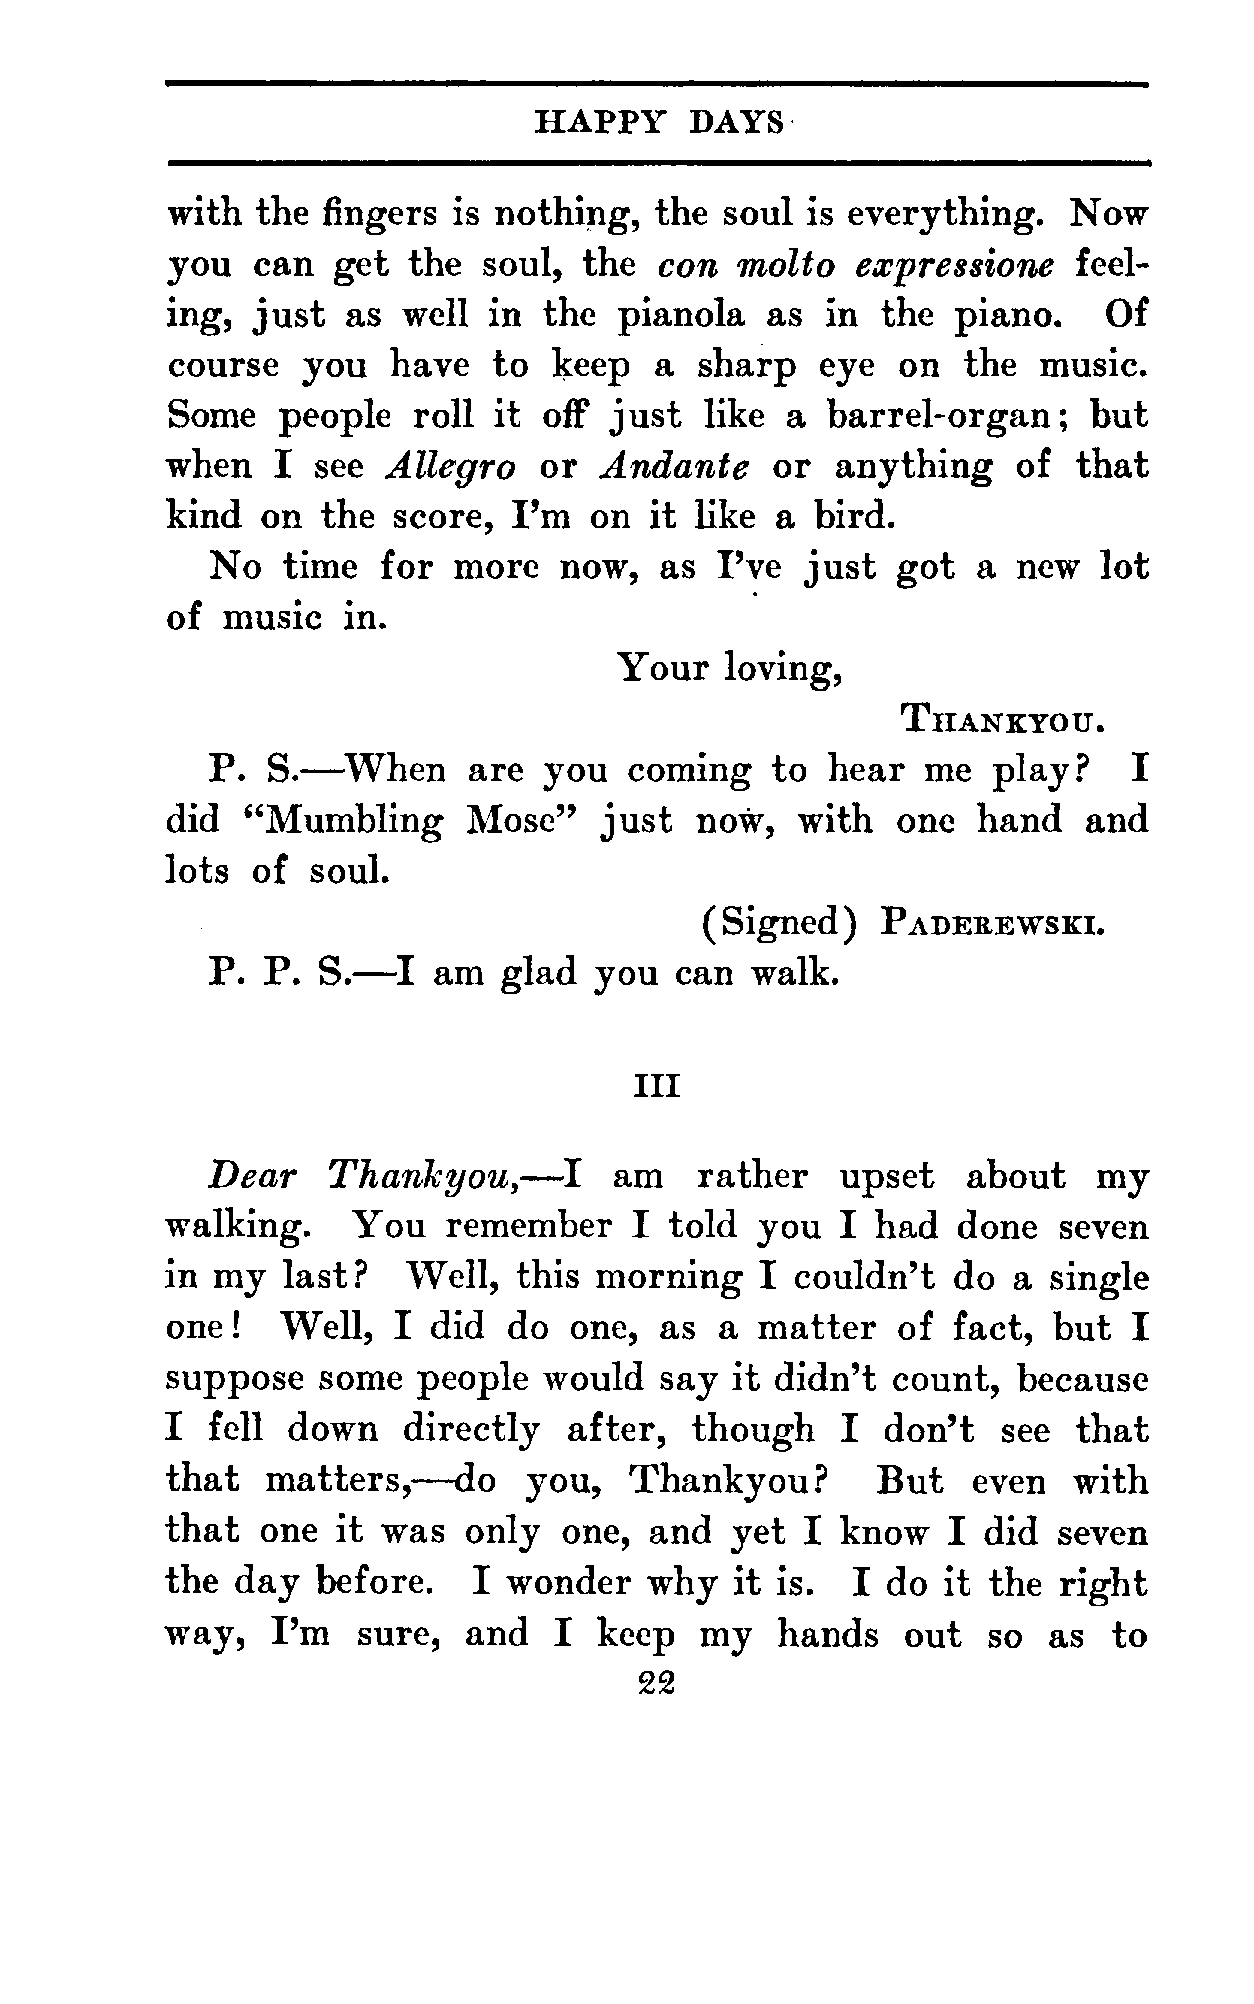 HAPPY DAYS
with the fingers is nothing, the soul is everything. Now
you can get the soul, the con molto expressione feel-
ing, just as well in the pianola as in the piano. Of
course you have to keep a sharp eye on the music.
Some people roll it off just like a barrel-organ; but
when I see Allegro or Andante or anything of that
kind on the score, I'm on it like a bird.
No time for more now, as I've just got a new lot
of music in.
Your loving,
THANKYOU.
P. S.—When are you coming to hear me play? I
did "Mumbling Mose" just now, with one hand and
lots of soul.
(Signed) PADEREWSKI.
P. P. S.—I am glad you can walk.
III
Dear Thankyou,—I am rather upset about my
walking. You remember I told you I had done seven
in my last? Well, this morning I couldn't do a single
one! Well, I did do one, as a matter of fact, but I
suppose some people would say it didn't count, because
I fell down directly after, though I don't see that
that matters,—do you, Thankyou? But even with
that one it was only one, and yet I know I did seven
the day before. I wonder why it is. I do it the right
way, I'm sure, and I keep my hands out so as to
22